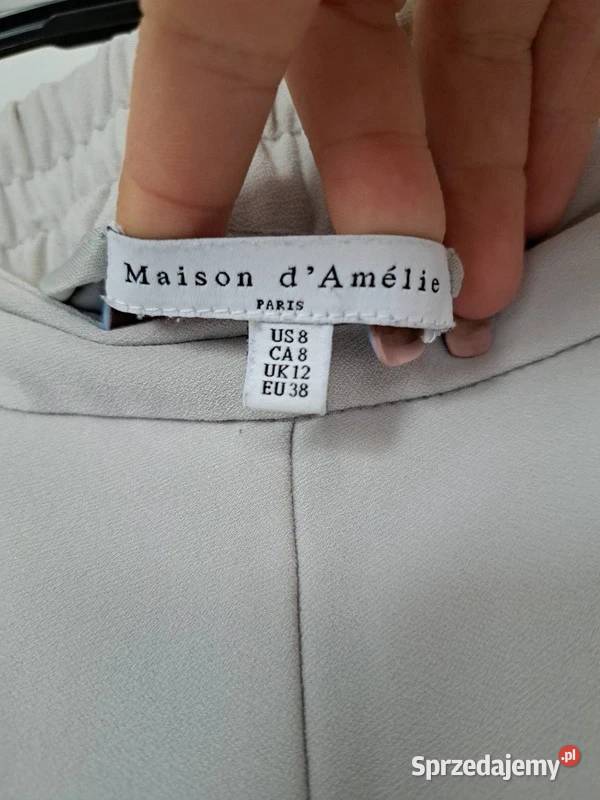 Maison d'Amélie
PARIS
US 8
CA 8
UK 12
EU 38
Sprzedajemy.pl